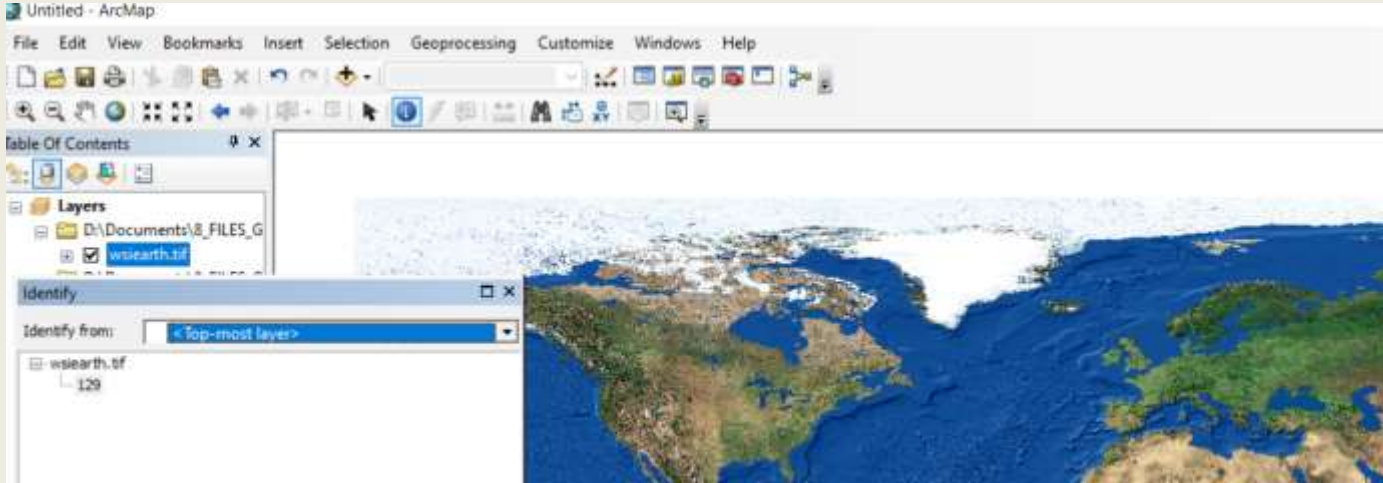 Untitled - ArcMap
File Edit View Bookmarks Insert Selection Geoprocessing Customize Windows Help
Table Of Contents
Layers
D:\Documents\8_FILES_G
wsiearth.tif
Identify
Identify from: <Top-most layer>
wsiearth.tif
129